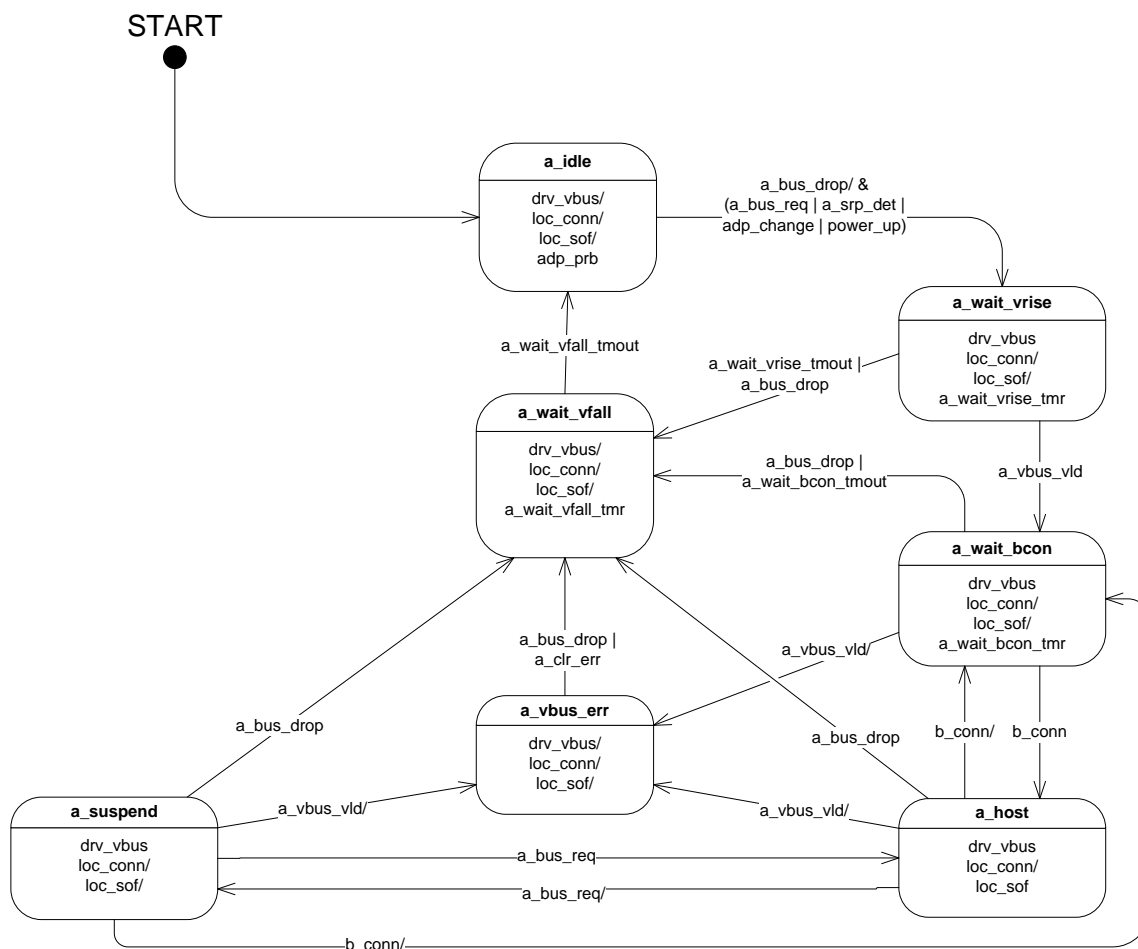 START
a_idle
drv_vbus/
loc_conn/
loc_sof/
adp_prb
a_bus_drop/ &
(a_bus_req | a_srp_det |
adp_change | power_up)
a_wait_vrise
drv_vbus
loc_conn/
loc_sof/
a_wait_vrise_tmr
a_wait_vfall_tmout
a_wait_vrise_tmout |
a_bus_drop
a_wait_vfall
drv_vbus/
loc_conn/
loc_sof/
a_wait_vfall_tmr
a_bus_drop |
a_wait_bcon_tmout
a_vbus_vld
a_wait_bcon
drv_vbus
loc_conn/
loc_sof/
a_wait_bcon_tmr
a_bus_drop |
a_clr_err
a_vbus_vld/
a_vbus_err
drv_vbus/
loc_conn/
loc_sof/
a_bus_drop
a_bus_drop
b_conn/
b_conn
a_suspend
drv_vbus
loc_conn/
loc_sof/
a_vbus_vld/
a_vbus_vld/
a_host
drv_vbus
loc_conn/
loc_sof
a_bus_req
a_bus_req/
b_conn/